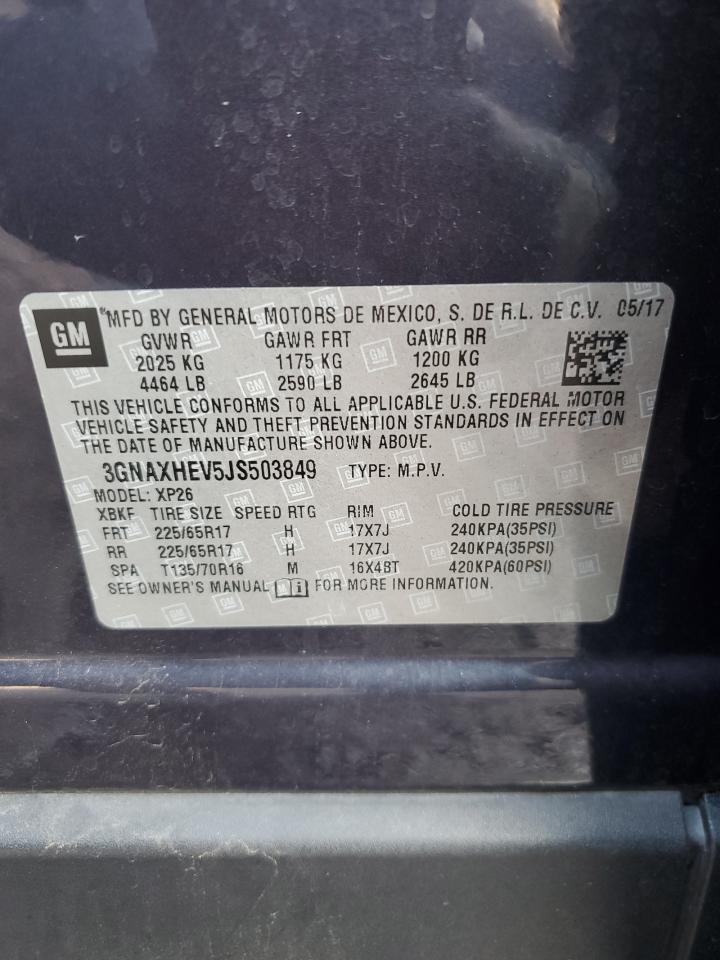 GM
MFD BY GENERAL MOTORS DE MEXICO, S. DE R.L. DE C.V. 05/17
GVWR GAWR FRT GAWR RR
2025 KG 1175 KG 1200 KG
4464 LB 2590 LB 2645 LB
THIS VEHICLE CONFORMS TO ALL APPLICABLE U.S. FEDERAL MOTOR
VEHICLE SAFETY AND THEFT PREVENTION STANDARDS IN EFFECT ON
THE DATE OF MANUFACTURE SHOWN ABOVE.
3GNAXHEV5JS503849 TYPE: M.P.V.
MODEL: XP26
XBKF TIRE SIZE SPEED RTG RIM COLD TIRE PRESSURE
FRT 225/65R17 H 17X7J 240KPA(35PSI)
RR 225/65R17 H 17X7J 240KPA(35PSI)
SPA T135/70R16 M 16X4BT 420KPA(60PSI)
SEE OWNER'S MANUAL i FOR MORE INFORMATION.